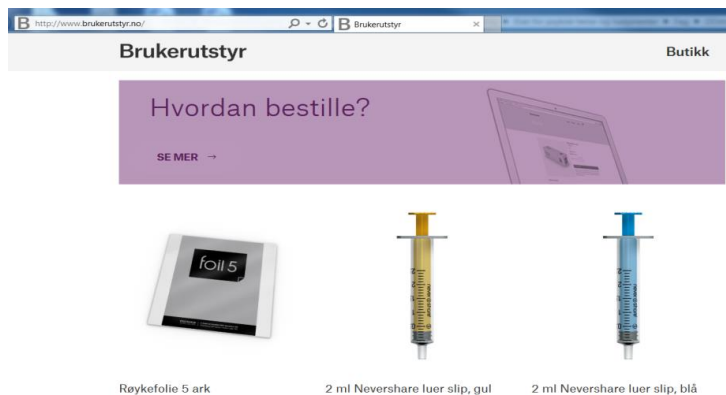 B http://www.brukerutstyr.no/
B Brukerutstyr
Brukerutstyr
Butikk
Hvordan bestille?
SE MER →
foil 5
Røykefolie 5 ark
2 ml Nevershare luer slip, gul
2 ml Nevershare luer slip, blå